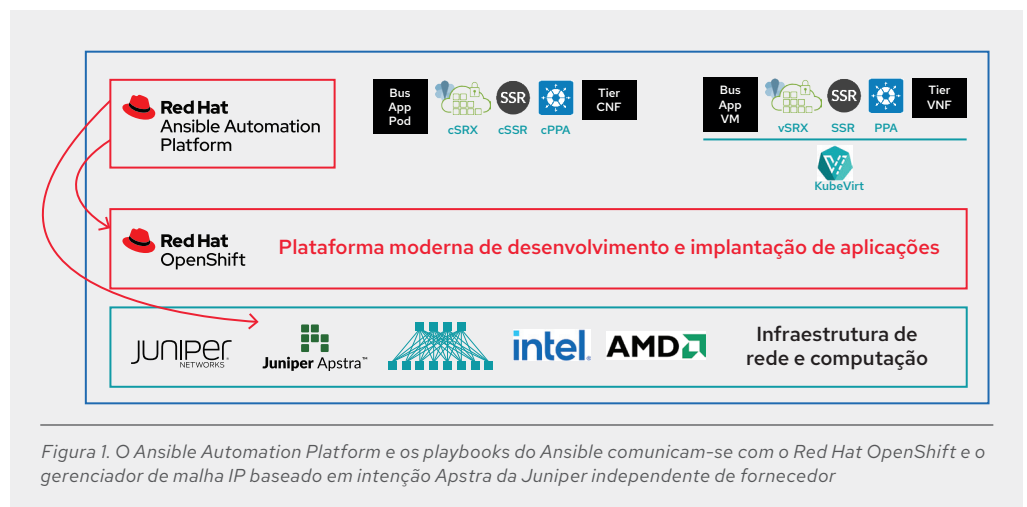 Red Hat
Ansible Automation
Platform
Bus
App
Pod
cSRX
SSR
cSSR
cPPA
Tier
CNF
Bus
App
VM
vSRX
SSR
SSR
PPA
Tier
VNF
KubeVirt
Red Hat
OpenShift
Plataforma moderna de desenvolvimento e implantação de aplicações
JUNIPER
NETWORKS
Juniper Apstra™
intel.
AMD
Infraestrutura de
rede e computação
Figura 1. O Ansible Automation Platform e os playbooks do Ansible comunicam-se com o Red Hat OpenShift e o
gerenciador de malha IP baseado em intenção Apstra da Juniper independente de fornecedor